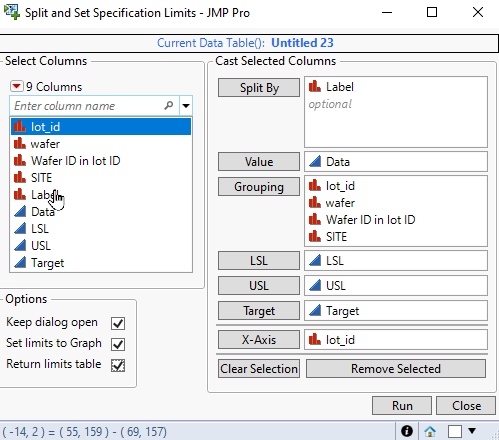 Split and Set Specification Limits - JMP Pro
Current Data Table(): Untitled 23
Select Columns
9 Columns
Enter column name
lot_id
wafer
Wafer ID in lot ID
SITE
Label
Data
LSL
USL
Target
Options
Keep dialog open
Set limits to Graph
Return limits table
Cast Selected Columns
Split By
Label
optional
Value
Data
Grouping
lot_id
wafer
Wafer ID in lot ID
SITE
LSL
LSL
USL
USL
Target
Target
X-Axis
lot_id
Clear Selection
Remove Selected
Run
Close
( -14, 2 ) = ( 55, 159 ) - ( 69, 157)